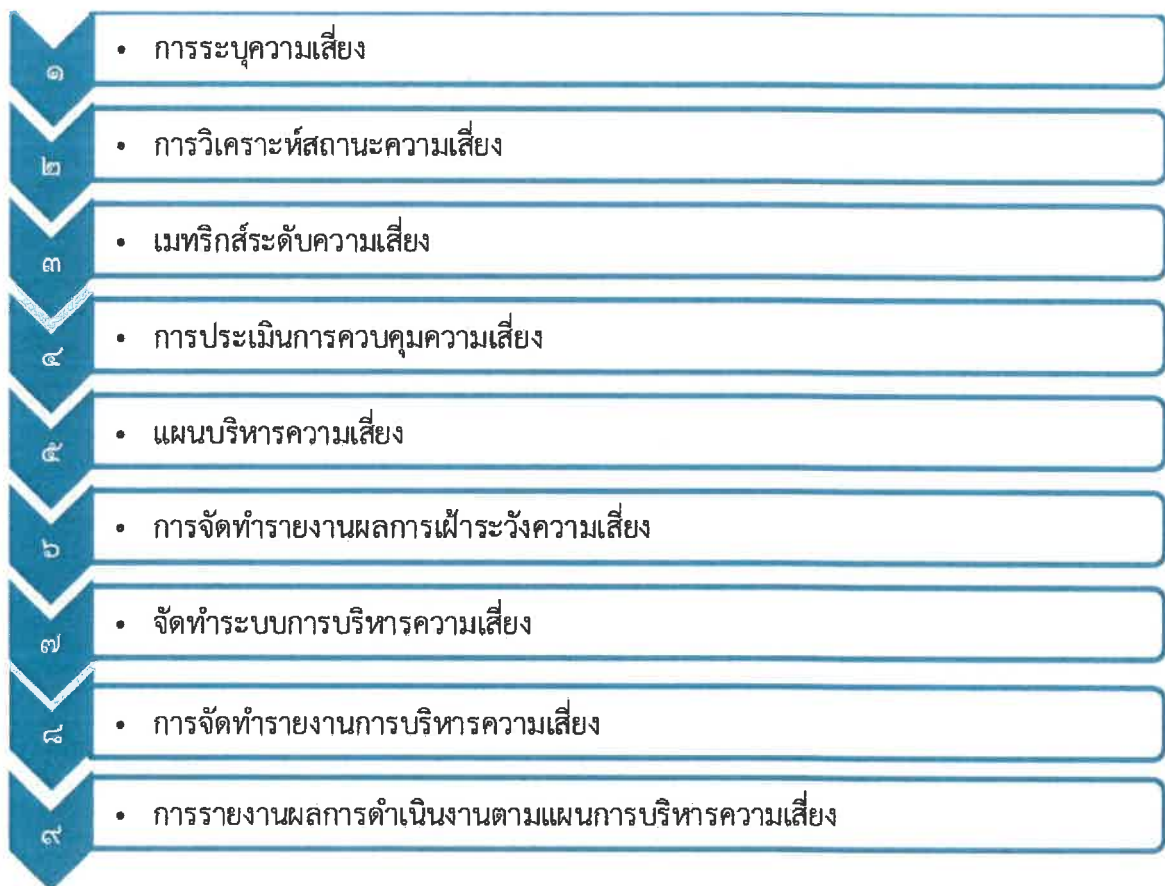 ๑ • การระบุความเสี่ยง
๒ • การวิเคราะห์สถานะความเสี่ยง
๓ • เมทริกส์ระดับความเสี่ยง
๔ • การประเมินการควบคุมความเสี่ยง
๕ • แผนบริหารความเสี่ยง
๖ • การจัดทำรายงานผลการเฝ้าระวังความเสี่ยง
๗ • จัดทำระบบการบริหารความเสี่ยง
๘ • การจัดทำรายงานการบริหารความเสี่ยง
๙ • การรายงานผลการดำเนินงานตามแผนการบริหารความเสี่ยง